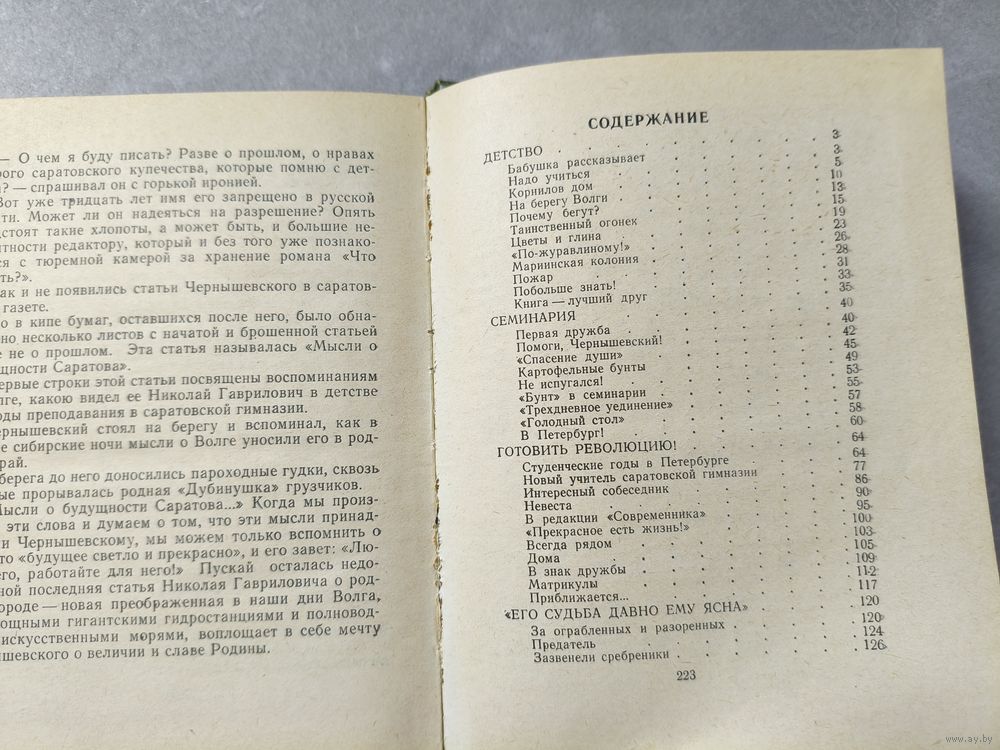 — О чем я буду писать? Разве о прошлом, о нравах
рого саратовского купечества, которые помню с дет-
а? — спрашивал он с горькой иронией.
Вот уже тридцать лет имя его запрещено в русской
ти. Может ли он надеяться на разрешение? Опять
дстоят такие хлопоты, а может быть, и большие не-
ятности редактору, который и без того уже познако-
ся с тюремной камерой за хранение романа «Что
ть?».
ак и не появились статьи Чернышевского в саратов-
газете.
о в кипе бумаг, оставшихся после него, было обна-
но несколько листов с начатой и брошенной статьей
е не о прошлом. Эта статья называлась «Мысли о
ущности Саратова».
ервые строки этой статьи посвящены воспоминаниям
лге, какою видел ее Николай Гаврилович в детстве
оды преподавания в саратовской гимназии.
ернышевский стоял на берегу и вспоминал, как в
е сибирские ночи мысли о Волге уносили его в род-
рай.
берега до него доносились пароходные гудки, сквозь
ые прорывалась родная «Дубинушка» грузчиков.
Мысли о будущности Саратова...» Когда мы произ-
эти слова и думаем о том, что эти мысли принад-
и Чернышевскому, мы можем только вспомнить о
то «будущее светло и прекрасно», и его завет: «Лю-
его, работайте для него!» Пускай осталась недо-
ной последняя статья Николая Гавриловича о род-
ороде — новая преображенная в наши дни Волга,
ощными гигантскими гидростанциями и полновод-
искусственными морями, воплощает в себе мечту
ышевского о величии и славе Родины.
СОДЕРЖАНИЕ
ДЕТСТВО . . . . . . . . . . 3
Бабушка рассказывает . . . . . . 3
Надо учиться . . . . . . . . 5
Корнилов дом . . . . . . . . 10
На берегу Волги . . . . . . . 13
Почему бегут? . . . . . . . . 15
Таинственный огонек . . . . . . 19
Цветы и глина . . . . . . . . 23
«По-журавлиному!» . . . . . . 26
Мариинская колония . . . . . . 28
Пожар . . . . . . . . . 31
Побольше знать! . . . . . . . 33
Книга — лучший друг . . . . . . 35
СЕМИНАРИЯ . . . . . . . . . 40
Первая дружба . . . . . . . . 40
Помоги, Чернышевский! . . . . . 42
«Спасение души» . . . . . . . 45
Картофельные бунты . . . . . . 49
Не испугался! . . . . . . . . 53
«Бунт» в семинарии . . . . . . 55
«Трехдневное уединение» . . . . . 57
«Голодный стол» . . . . . . . 58
В Петербург! . . . . . . . . 60
ГОТОВИТЬ РЕВОЛЮЦИЮ! . . . . . . 64
Студенческие годы в Петербурге . . . 64
Новый учитель саратовской гимназии . . 77
Интересный собеседник . . . . . 86
Невеста . . . . . . . . . 90
В редакции «Современника» . . . . 95
«Прекрасное есть жизнь!» . . . . . 100
Всегда рядом . . . . . . . . 103
Дома . . . . . . . . . . 105
В знак дружбы . . . . . . . . 109
Матрикулы . . . . . . . . 112
Приближается... . . . . . . . 117
«ЕГО СУДЬБА ДАВНО ЕМУ ЯСНА» . . . . 120
За ограбленных и разоренных . . . . 120
Предатель . . . . . . . . . 124
Зазвенели сребреники . . . . . . 126
223
www.ay.by